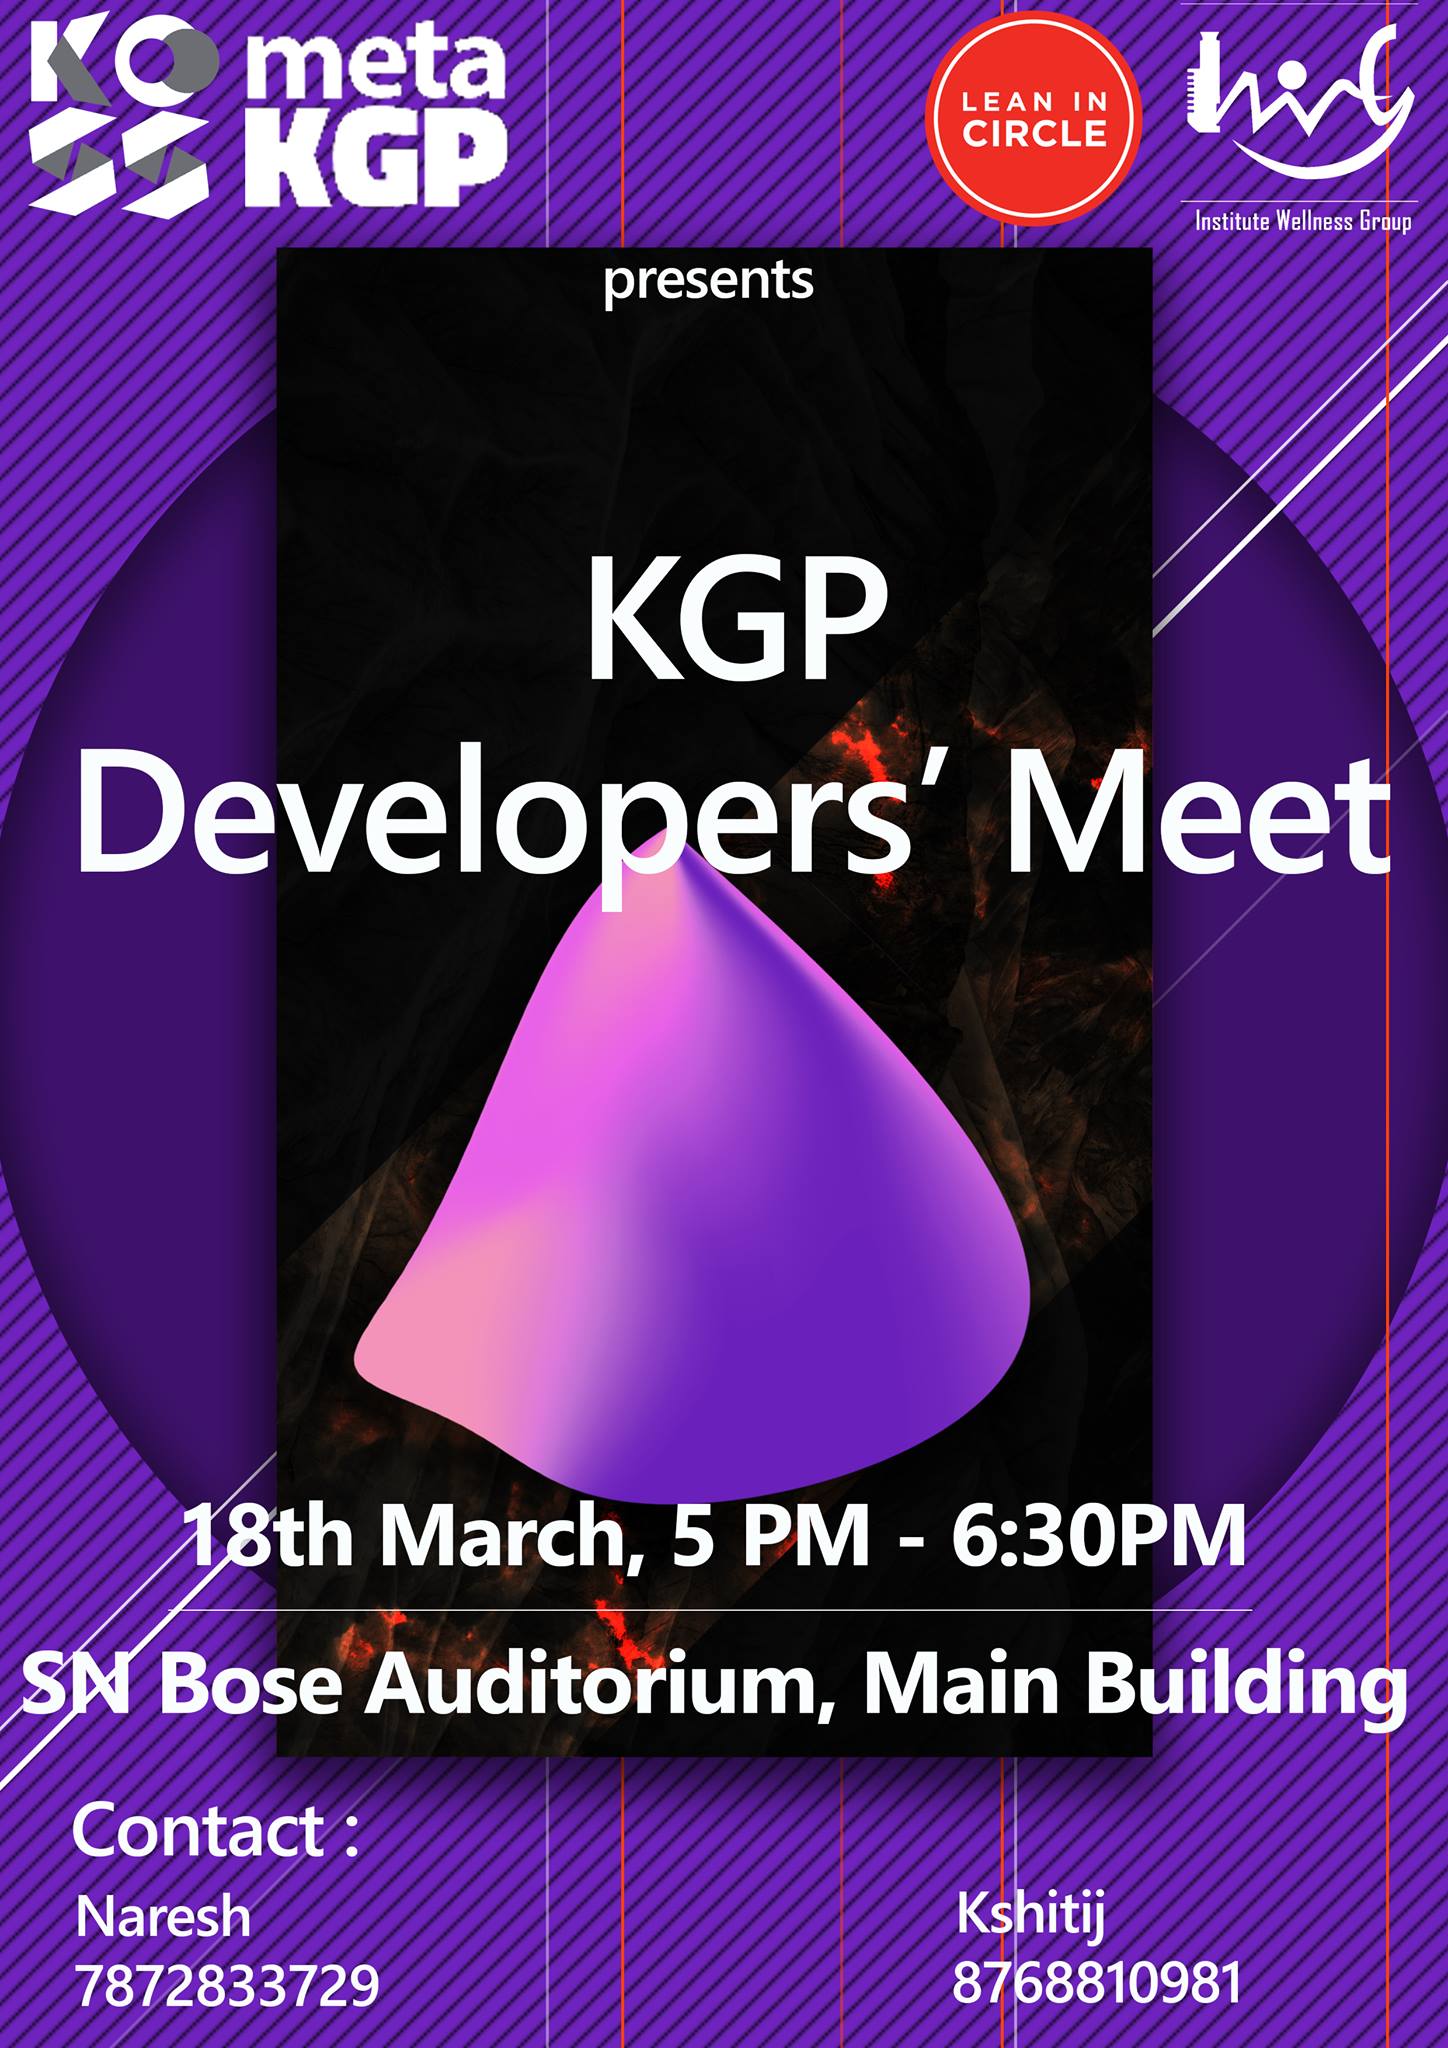 KOSS
meta
KGP
LEAN IN
CIRCLE
Institute Wellness Group
presents
KGP
Developers’ Meet
18th March, 5 PM - 6:30PM
SN Bose Auditorium, Main Building
Contact :
Naresh
7872833729
Kshitij
8768810981